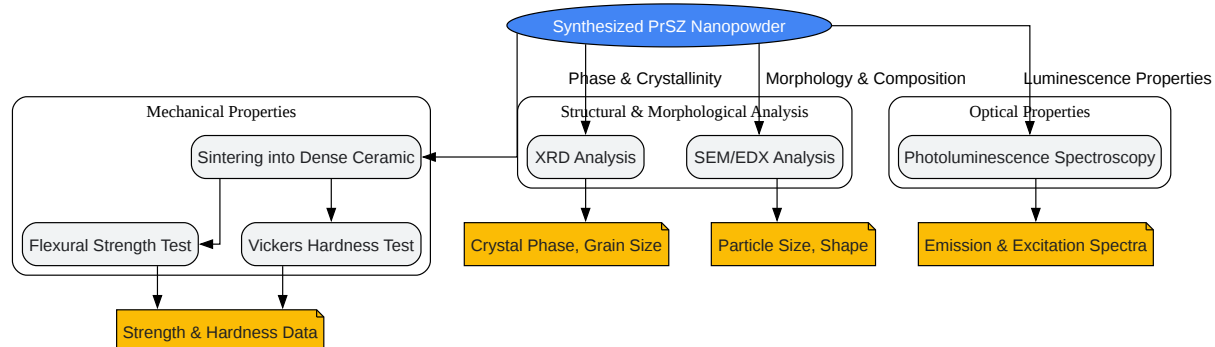 Synthesized PrSZ Nanopowder
Phase & Crystallinity
Morphology & Composition
Luminescence Properties
Mechanical Properties
Structural & Morphological Analysis
Optical Properties
Sintering into Dense Ceramic
XRD Analysis
SEM/EDX Analysis
Photoluminescence Spectroscopy
Flexural Strength Test
Vickers Hardness Test
Crystal Phase, Grain Size
Particle Size, Shape
Emission & Excitation Spectra
Strength & Hardness Data